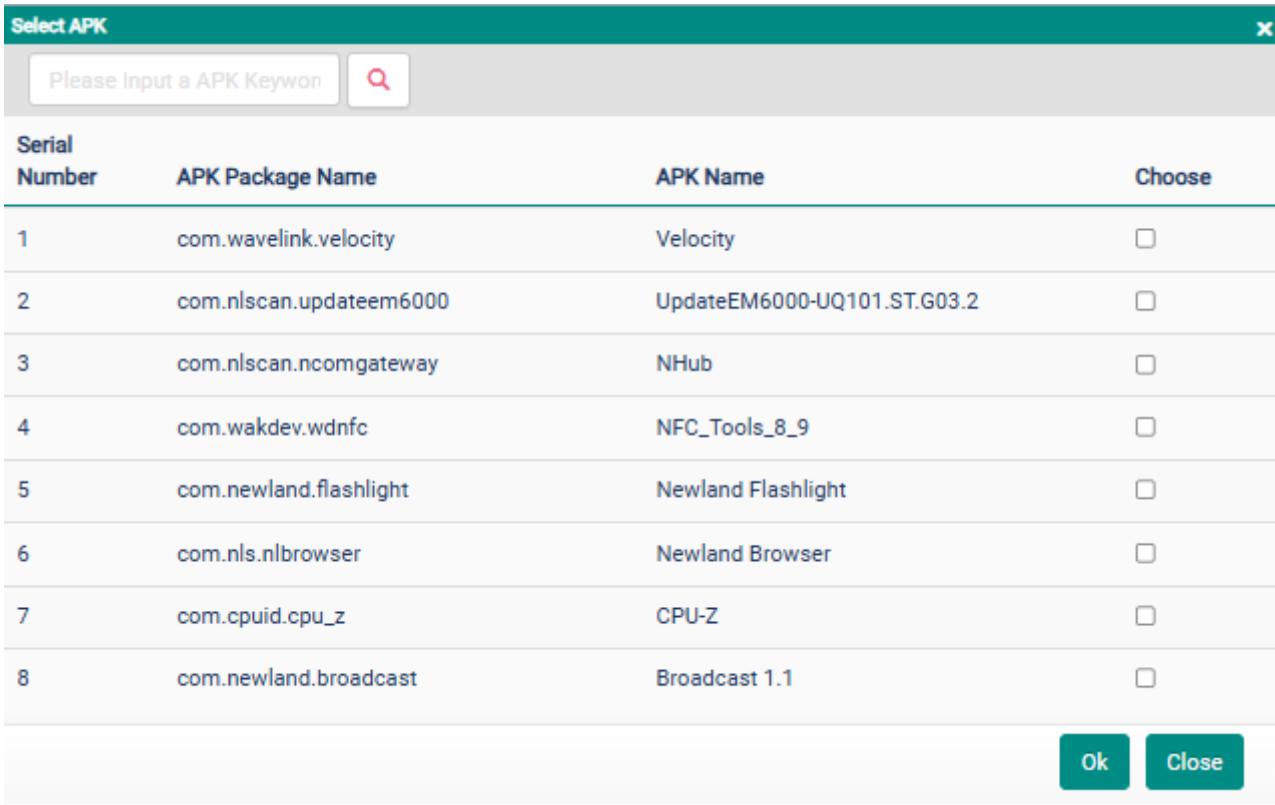 Select APK ×
Please Input a APK Keywor
Serial
Number APK Package Name APK Name Choose
1 com.wavelink.velocity Velocity
2 com.nlscan.updateem6000 UpdateEM6000-UQ101.ST.G03.2
3 com.nlscan.ncomgateway NHub
4 com.wakdev.wdnfc NFC_Tools_8_9
5 com.newland.flashlight Newland Flashlight
6 com.nls.nlbrowser Newland Browser
7 com.cpuid.cpu_z CPU-Z
8 com.newland.broadcast Broadcast 1.1
Ok Close